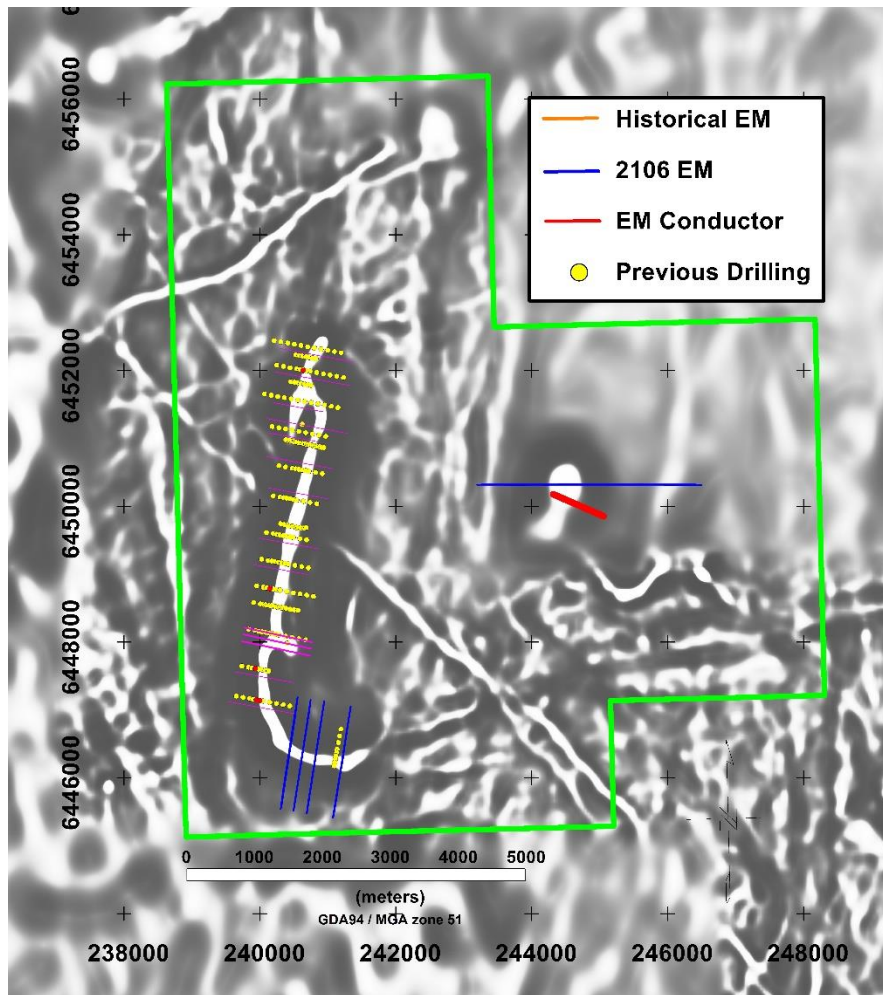 6456000
6454000
6452000
6450000
6448000
6446000
Historical EM
2106 EM
EM Conductor
Previous Drilling
0 1000 2000 3000 4000 5000
(meters)
GDA94 / MGA zone 51
238000 240000 242000 244000 246000 248000